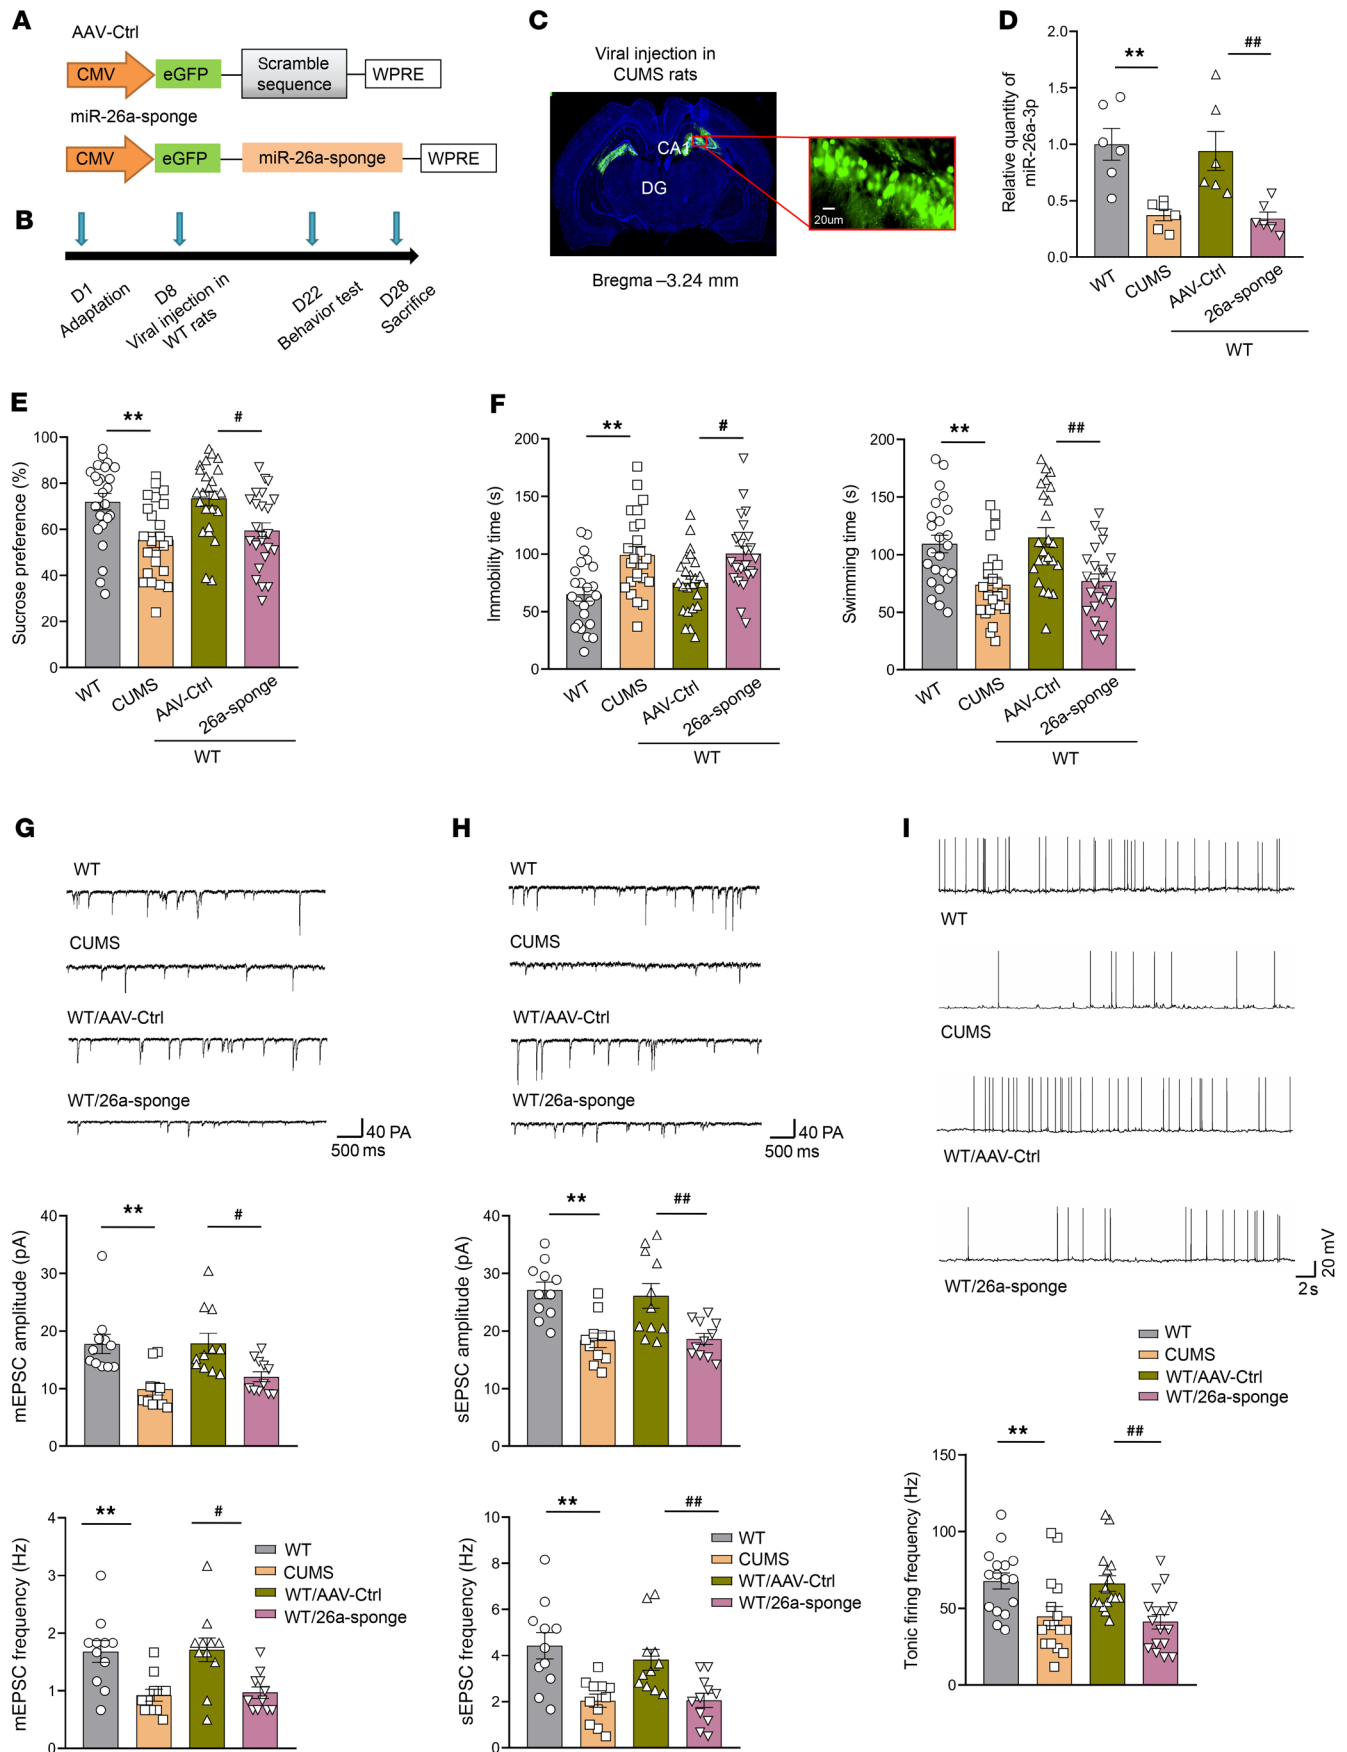 A
AAV-Ctrl
CMV
eGFP
Scramble
sequence
WPRE
miR-26a-sponge
CMV
eGFP
miR-26a-sponge
WPRE
B
D1
Adaptation
D8
Viral injection in
WT rats
D22
Behavior test
D28
Sacrifice
C
Viral injection in
CUMS rats
CA1
DG
20um
Bregma –3.24 mm
D
Relative quantity of
miR-26a-3p
2.0
1.5
1.0
0.5
0.0
**
##
WT
CUMS
AAV-Ctrl
26a-sponge
WT
E
Sucrose preference (%)
100
80
60
40
20
0
**
#
WT
CUMS
AAV-Ctrl
26a-sponge
WT
F
Immobility time (s)
200
150
100
50
0
**
#
WT
CUMS
AAV-Ctrl
26a-sponge
WT
Swimming time (s)
200
150
100
50
0
**
##
WT
CUMS
AAV-Ctrl
26a-sponge
WT
G
WT
CUMS
WT/AAV-Ctrl
WT/26a-sponge
40 PA
500 ms
mEPSC amplitude (pA)
40
30
20
10
0
**
#
mEPSC frequency (Hz)
4
3
2
1
0
**
#
WT
CUMS
WT/AAV-Ctrl
WT/26a-sponge
H
WT
CUMS
WT/AAV-Ctrl
WT/26a-sponge
40 PA
500 ms
sEPSC amplitude (pA)
40
30
20
10
0
**
##
sEPSC frequency (Hz)
10
8
6
4
2
0
**
##
WT
CUMS
WT/AAV-Ctrl
WT/26a-sponge
I
WT
CUMS
WT/AAV-Ctrl
WT/26a-sponge
20 mV
2 s
WT
CUMS
WT/AAV-Ctrl
WT/26a-sponge
Tonic firing frequency (Hz)
150
100
50
0
**
##